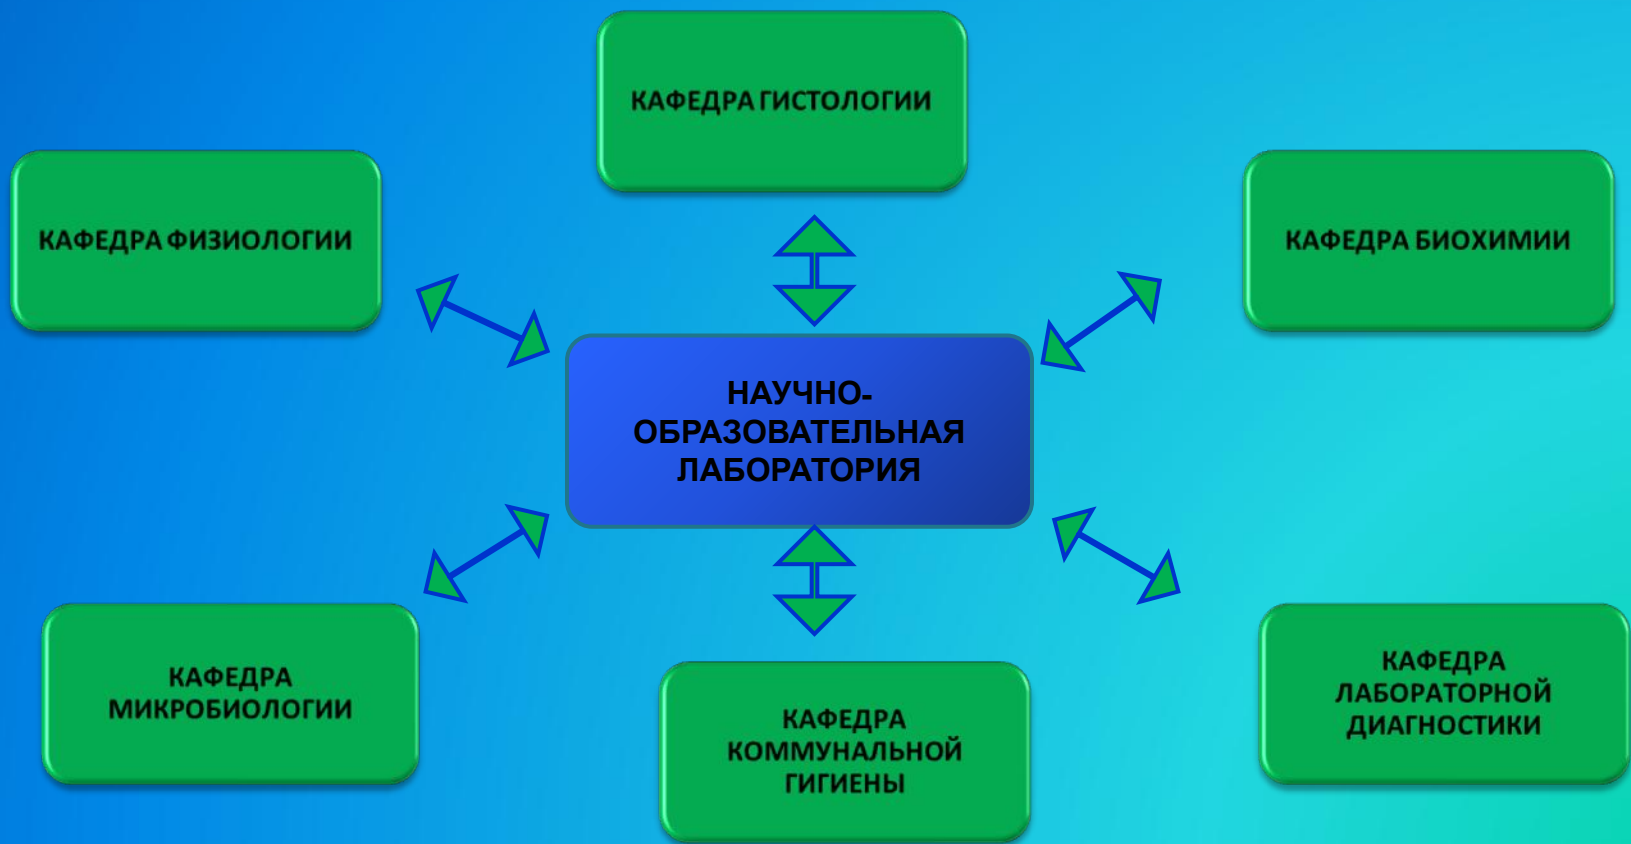 КАФЕДРА ГИСТОЛОГИИ
КАФЕДРА ФИЗИОЛОГИИ
КАФЕДРА БИОХИМИИ
НАУЧНО-
ОБРАЗОВАТЕЛЬНАЯ
ЛАБОРАТОРИЯ
КАФЕДРА
МИКРОБИОЛОГИИ
КАФЕДРА
КОММУНАЛЬНОЙ
ГИГИЕНЫ
КАФЕДРА
ЛАБОРАТОРНОЙ
ДИАГНОСТИКИ